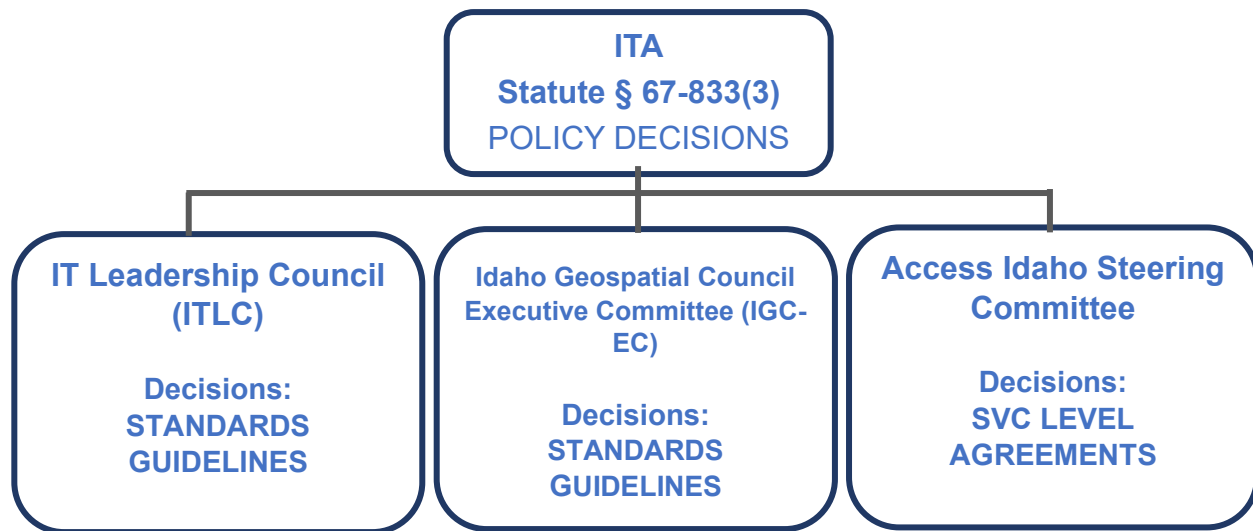 ITA
Statute § 67-833(3)
POLICY DECISIONS
IT Leadership Council
(ITLC)
Decisions:
STANDARDS
GUIDELINES
Idaho Geospatial Council
Executive Committee (IGC-
EC)
Decisions:
STANDARDS
GUIDELINES
Access Idaho Steering
Committee
Decisions:
SVC LEVEL
AGREEMENTS